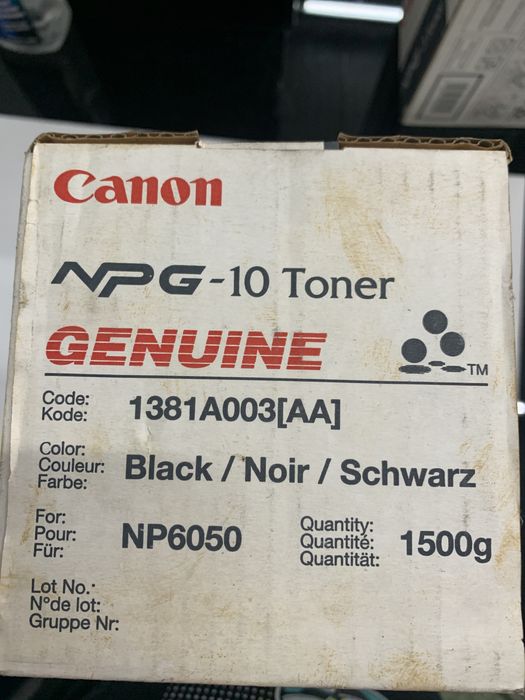 Canon
NPG-10 Toner
GENUINE
TM
Code:
Kode:
1381A003[AA]
Color:
Couleur:
Farbe:
Black / Noir / Schwarz
For:
Pour:
Für:
NP6050
Quantity:
Quantité:
Quantität:
1500g
Lot No.:
N°de lot:
Gruppe Nr: